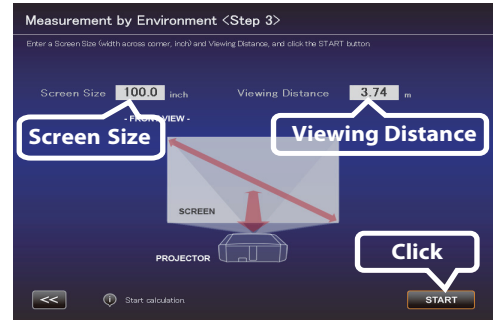 Measurement by Environment <Step 3>
Enter a Screen Size (width across corner, inch) and Viewing Distance, and click the START button.
Screen Size 100.0 inch Viewing Distance 3.74 m
- FRONT VIEW -
Screen Size
Viewing Distance
SCREEN
PROJECTOR
Click
<< Start calculation. START